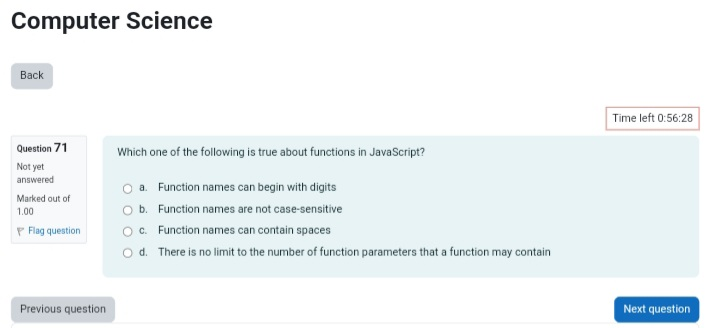 Computer Science
Back
Time left 0:56:28
Question 71
Not yet
answered
Marked out of
1.00
Flag question
Which one of the following is true about functions in JavaScript?
a. Function names can begin with digits
b. Function names are not case-sensitive
c. Function names can contain spaces
d. There is no limit to the number of function parameters that a function may contain
Previous question
Next question